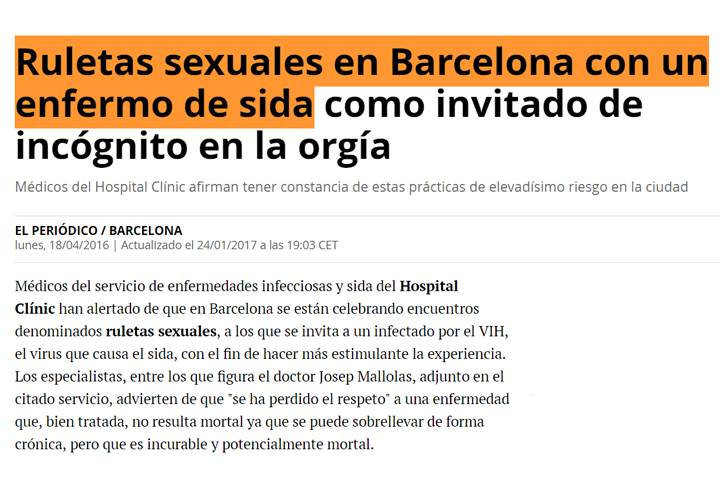 Ruletas sexuales en Barcelona con un
enfermo de sida como invitado de
incógnito en la orgía
Médicos del Hospital Clínic afirman tener constancia de estas prácticas de elevadísimo riesgo en la ciudad
EL PERIÓDICO / BARCELONA
lunes, 18/04/2016 | Actualizado el 24/01/2017 a las 19:03 CET
Médicos del servicio de enfermedades infecciosas y sida del Hospital
Clínic han alertado de que en Barcelona se están celebrando encuentros
denominados ruletas sexuales, a los que se invita a un infectado por el VIH,
el virus que causa el sida, con el fin de hacer más estimulante la experiencia.
Los especialistas, entre los que figura el doctor Josep Mallolas, adjunto en el
citado servicio, advierten de que "se ha perdido el respeto" a una enfermedad
que, bien tratada, no resulta mortal ya que se puede sobrellevar de forma
crónica, pero que es incurable y potencialmente mortal.